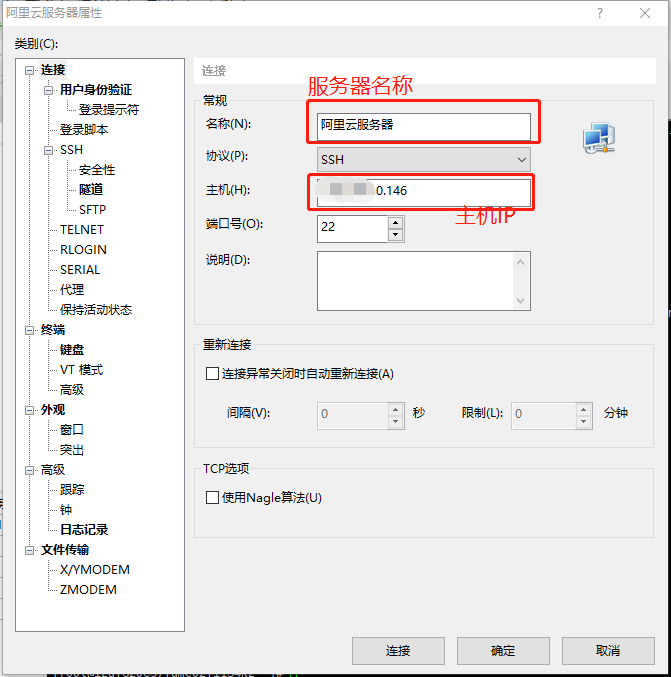 阿里云服务器属性
类别(C):
连接
用户身份验证
登录提示符
登录脚本
SSH
安全性
隧道
SFTP
TELNET
RLOGIN
SERIAL
代理
保持活动状态
终端
键盘
VT 模式
高级
外观
窗口
突出
高级
跟踪
钟
日志记录
文件传输
X/YMODEM
ZMODEM
连接
常规
服务器名称
名称(N):
阿里云服务器
协议(P):
SSH
主机(H):
0.146
主机IP
端口号(O):
22
说明(D):
重新连接
连接异常关闭时自动重新连接(A)
间隔(V):
0
秒
限制(L):
0
分钟
TCP选项
使用Nagle算法(U)
连接
确定
取消